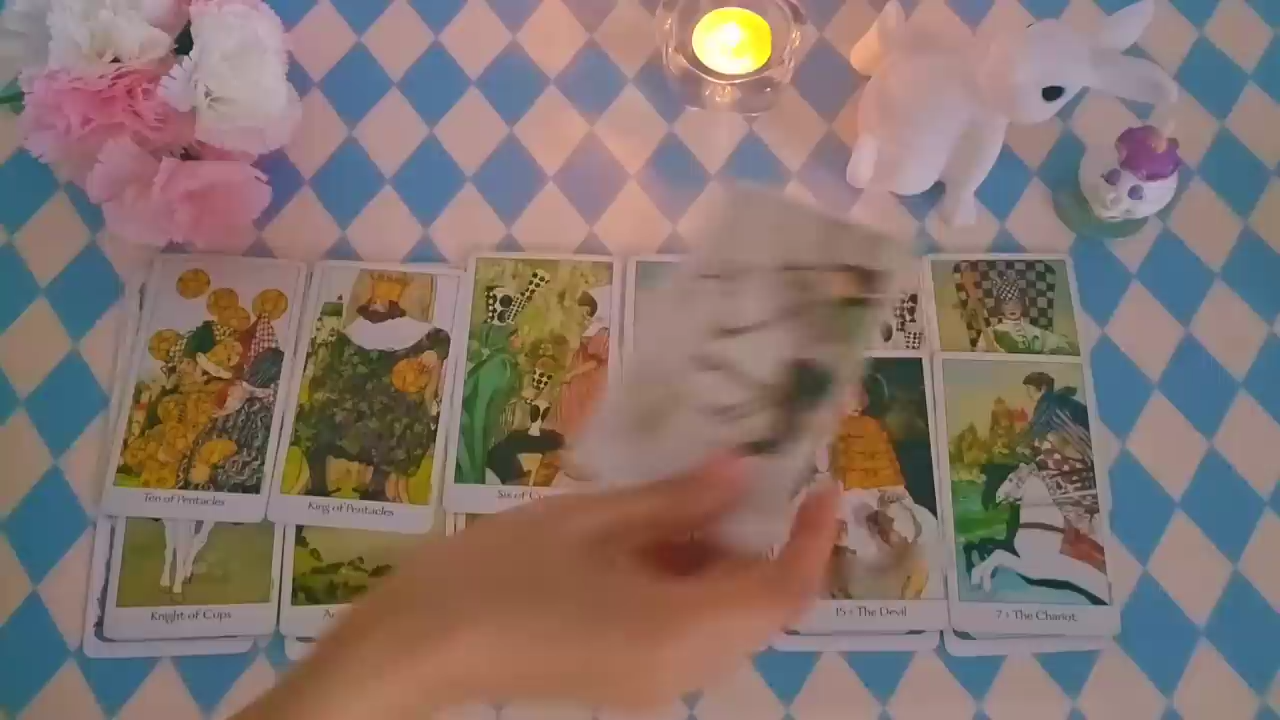 Ten of Pentacles
King of Pentacles
Six of
Knight of Cups
15 The Devil
7 The Chariot